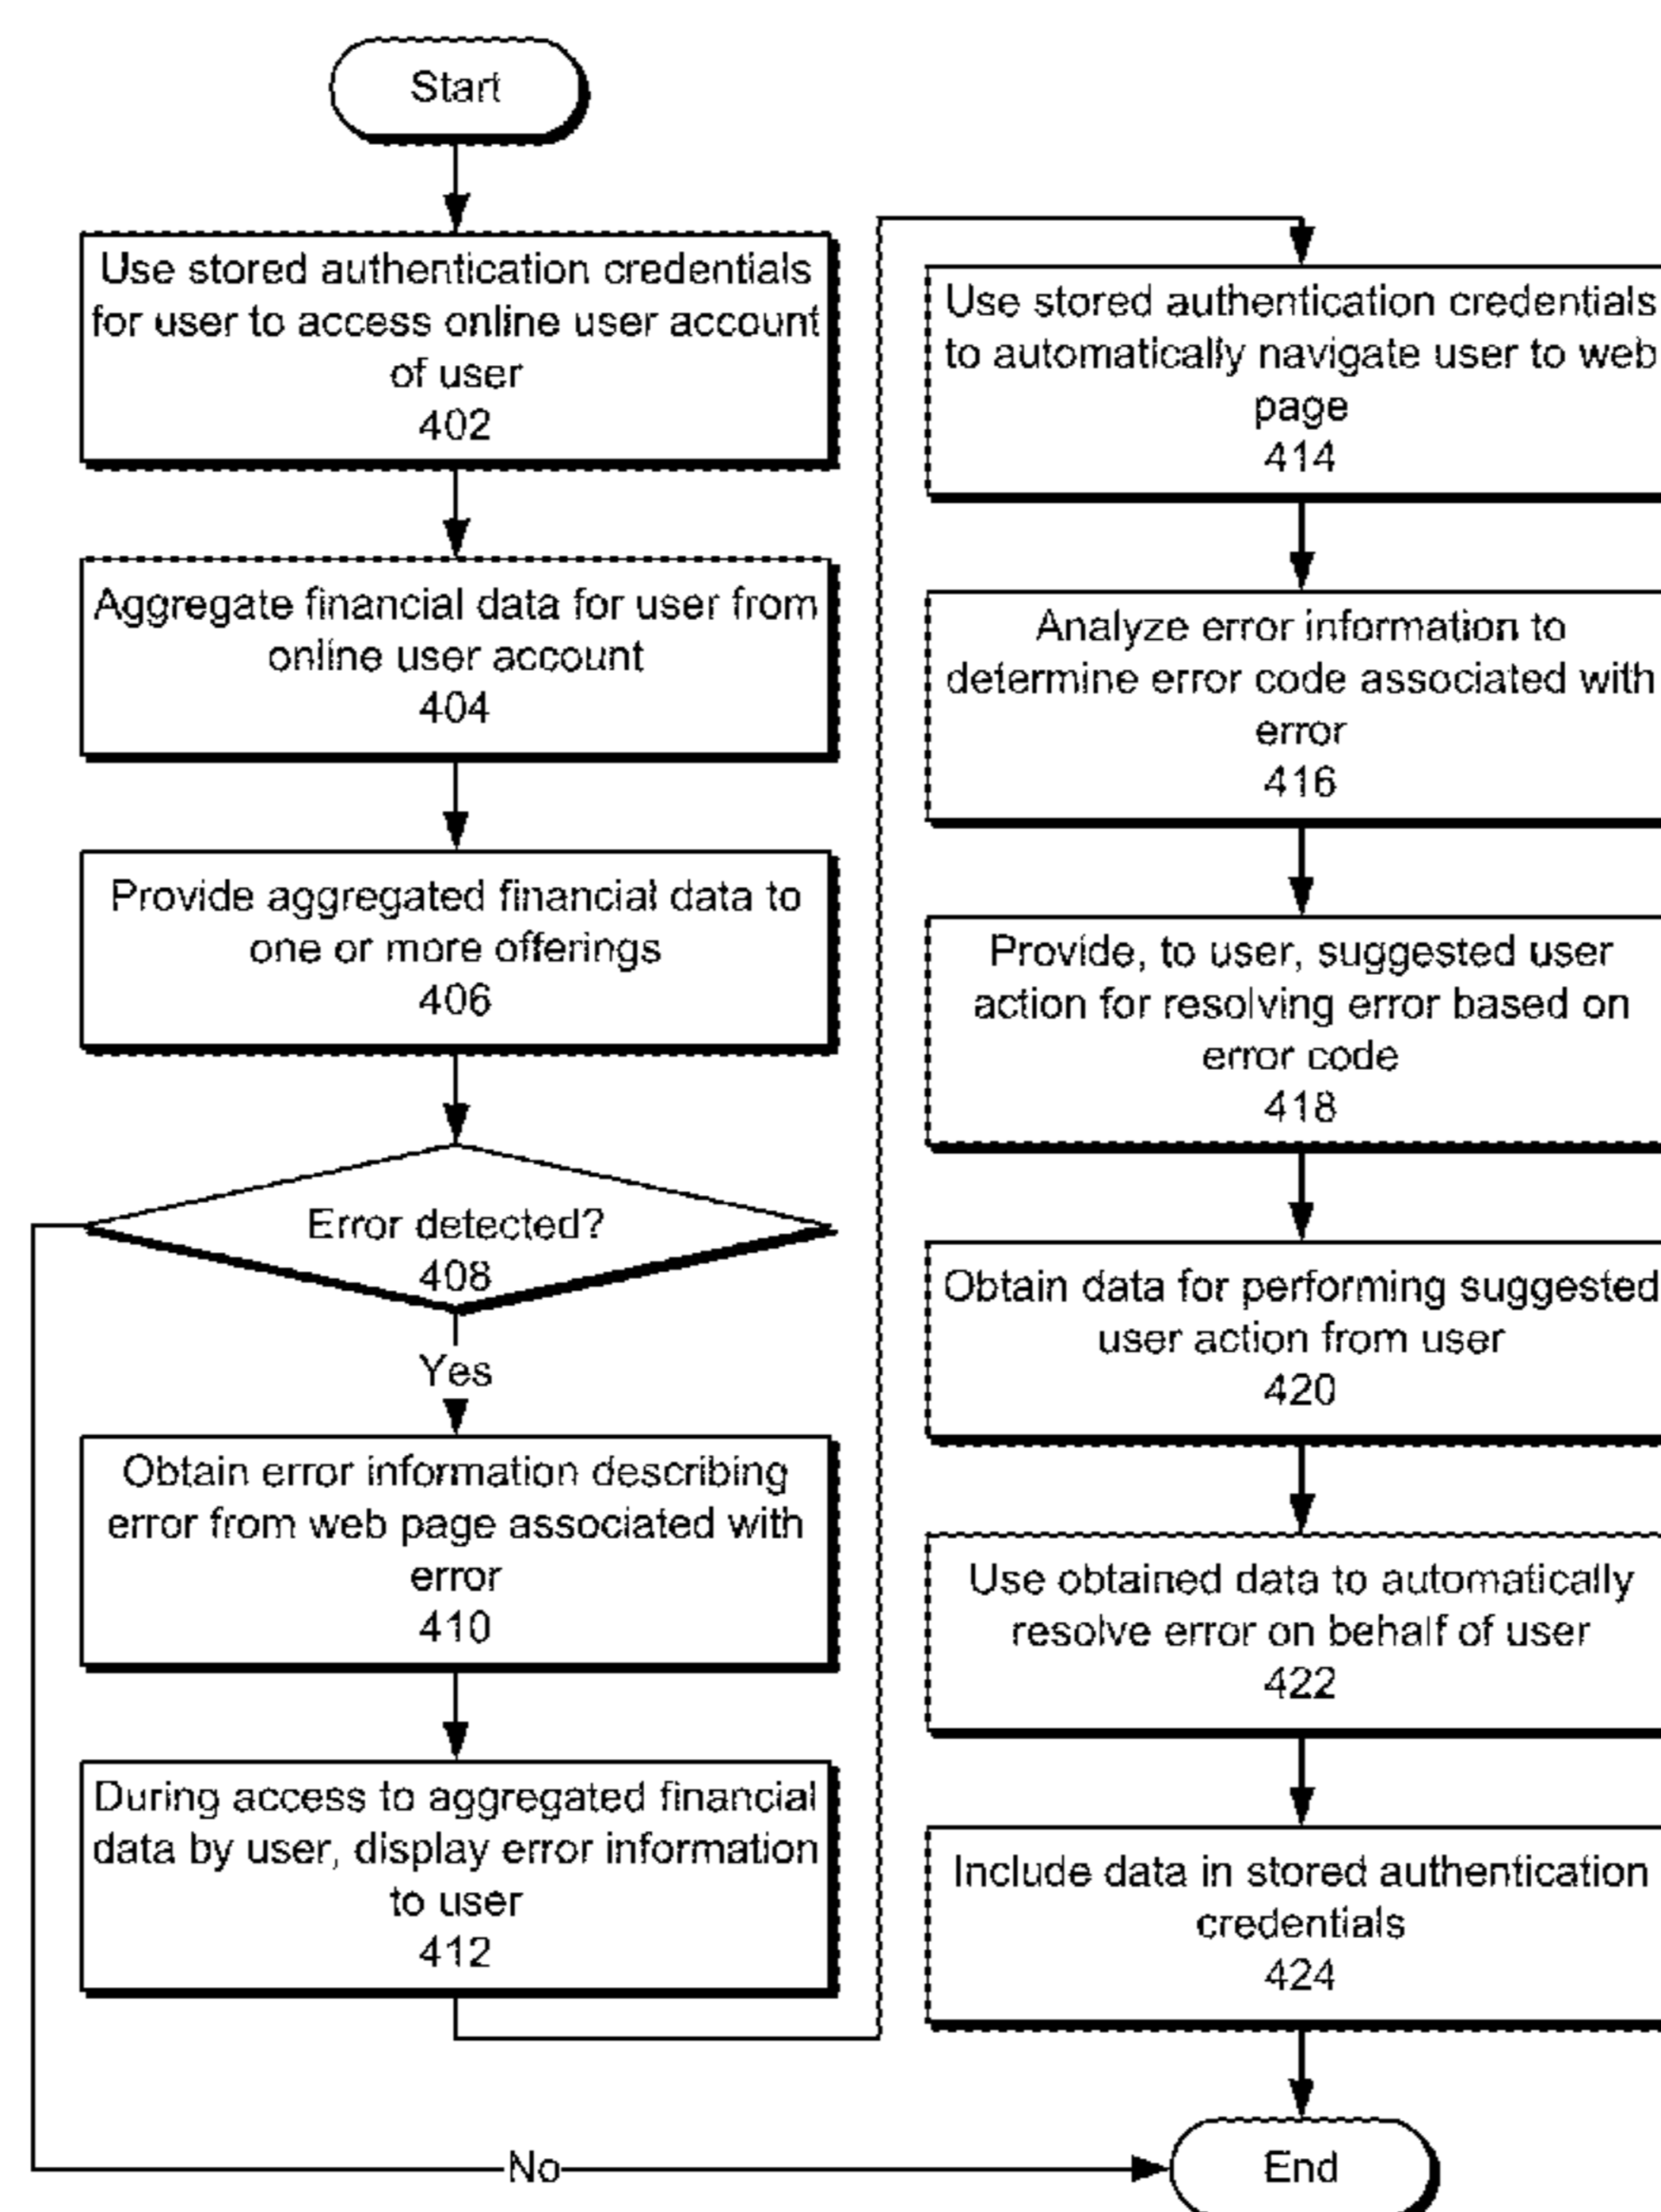 Start
Use stored authentication credentials
for user to access online user account
of user
402
Aggregate financial data for user from
online user account
404
Provide aggregated financial data to
one or more offerings
406
Error detected?
408
Yes
Obtain error information describing
error from web page associated with
error
410
During access to aggregated financial
data by user, display error information
to user
412
Use stored authentication credentials
to automatically navigate user to web
page
414
Analyze error information to
determine error code associated with
error
416
Provide, to user, suggested user
action for resolving error based on
error code
418
Obtain data for performing suggested
user action from user
420
Use obtained data to automatically
resolve error on behalf of user
422
Include data in stored authentication
credentials
424
No
End